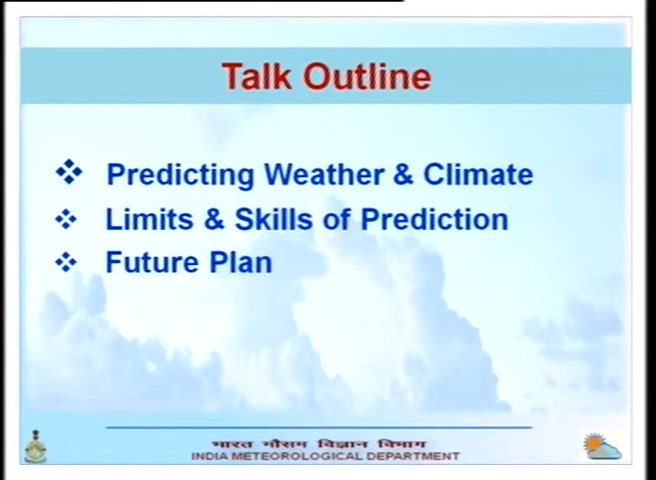 Talk Outline
❖ Predicting Weather & Climate
❖ Limits & Skills of Prediction
❖ Future Plan
भारत मौसम विज्ञान विभाग
INDIA METEOROLOGICAL DEPARTMENT